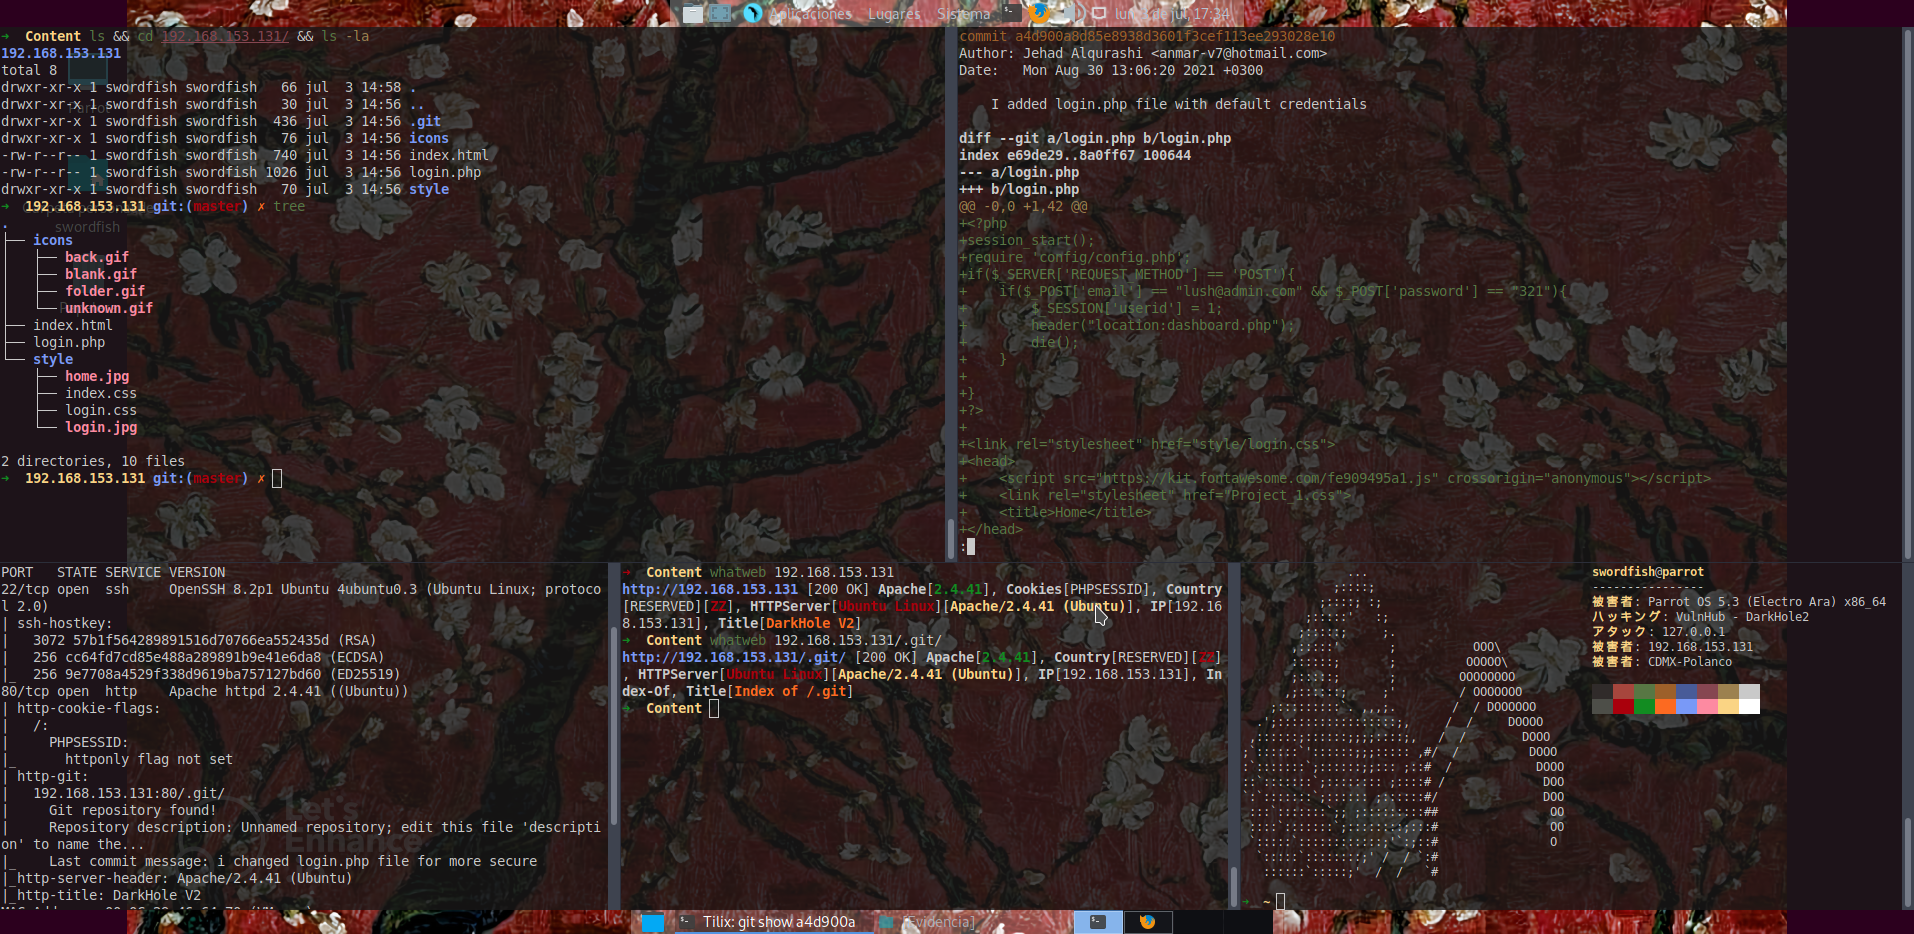 Aplicaciones Lugares Sistema
➜ Content ls && cd 192.168.153.131/ && ls -la
192.168.153.131
total 8
drwxr-xr-x 1 swordfish swordfish 66 jul 3 14:58 .
drwxr-xr-x 1 swordfish swordfish 30 jul 3 14:56 ..
drwxr-xr-x 1 swordfish swordfish 436 jul 3 14:56 .git
drwxr-xr-x 1 swordfish swordfish 76 jul 3 14:56 icons
-rw-r--r-- 1 swordfish swordfish 740 jul 3 14:56 index.html
-rw-r--r-- 1 swordfish swordfish 1026 jul 3 14:56 login.php
drwxr-xr-x 1 swordfish swordfish 70 jul 3 14:56 style
➜ 192.168.153.131 git:(master) ✗ tree
.
├── icons
│   ├── back.gif
│   ├── blank.gif
│   ├── folder.gif
│   └── unknown.gif
├── index.html
├── login.php
└── style
    ├── home.jpg
    ├── index.css
    ├── login.css
    └── login.jpg
2 directories, 10 files
➜ 192.168.153.131 git:(master) ✗
commit a4d900a8d85e8938d3601f3cef113ee293028e10
Author: Jehad Alqurashi <anmar-v7@hotmail.com>
Date: Mon Aug 30 13:06:20 2021 +0300
I added login.php file with default credentials
diff --git a/login.php b/login.php
index e69de29..8a0ff67 100644
--- a/login.php
+++ b/login.php
@@ -0,0 +1,42 @@
+<?php
+session_start();
+require 'config/config.php';
+if($_SERVER['REQUEST_METHOD'] == 'POST'){
+    if($_POST['email'] == "lush@admin.com" && $_POST['password'] == "321"){
+        $_SESSION['userid'] = 1;
+        header("location:dashboard.php");
+        die();
+    }
+
+}
+?>
+
+<link rel="stylesheet" href="style/login.css">
+<head>
+    <script src="https://kit.fontawesome.com/fe909495a1.js" crossorigin="anonymous"></script>
+    <link rel="stylesheet" href="Project_1.css">
+    <title>Home</title>
+</head>
:
PORT STATE SERVICE VERSION
22/tcp open ssh OpenSSH 8.2p1 Ubuntu 4ubuntu0.3 (Ubuntu Linux; protoco
l 2.0)
| ssh-hostkey:
|   3072 57b1f564289891516d70766ea552435d (RSA)
|   256 cc64fd7cd85e488a289891b9e41e6da8 (ECDSA)
|_  256 9e7708a4529f338d9619ba757127bd60 (ED25519)
80/tcp open http Apache httpd 2.4.41 ((Ubuntu))
| http-cookie-flags:
|   /:
|     PHPSESSID:
|_      httponly flag not set
| http-git:
|   192.168.153.131:80/.git/
|     Git repository found!
|     Repository description: Unnamed repository; edit this file 'descripti
on' to name the...
|_    Last commit message: i changed login.php file for more secure
|_http-server-header: Apache/2.4.41 (Ubuntu)
|_http-title: DarkHole V2
➜ Content whatweb 192.168.153.131
http://192.168.153.131 [200 OK] Apache[2.4.41], Cookies[PHPSESSID], Country
[RESERVED][ZZ], HTTPServer[Ubuntu Linux][Apache/2.4.41 (Ubuntu)], IP[192.16
8.153.131], Title[DarkHole V2]
➜ Content whatweb 192.168.153.131/.git/
http://192.168.153.131/.git/ [200 OK] Apache[2.4.41], Country[RESERVED][ZZ]
, HTTPServer[Ubuntu Linux][Apache/2.4.41 (Ubuntu)], IP[192.168.153.131], In
dex-Of, Title[Index of /.git]
➜ Content
swordfish@parrot
被害者: Parrot OS 5.3 (Electro Ara) x86_64
ハッキング: VulnHub - DarkHole2
アタック: 127.0.0.1
被害者: 192.168.153.131
被害者: CDMX-Polanco
➜ ~
Tilix: git show a4d900a
[Evidencia]